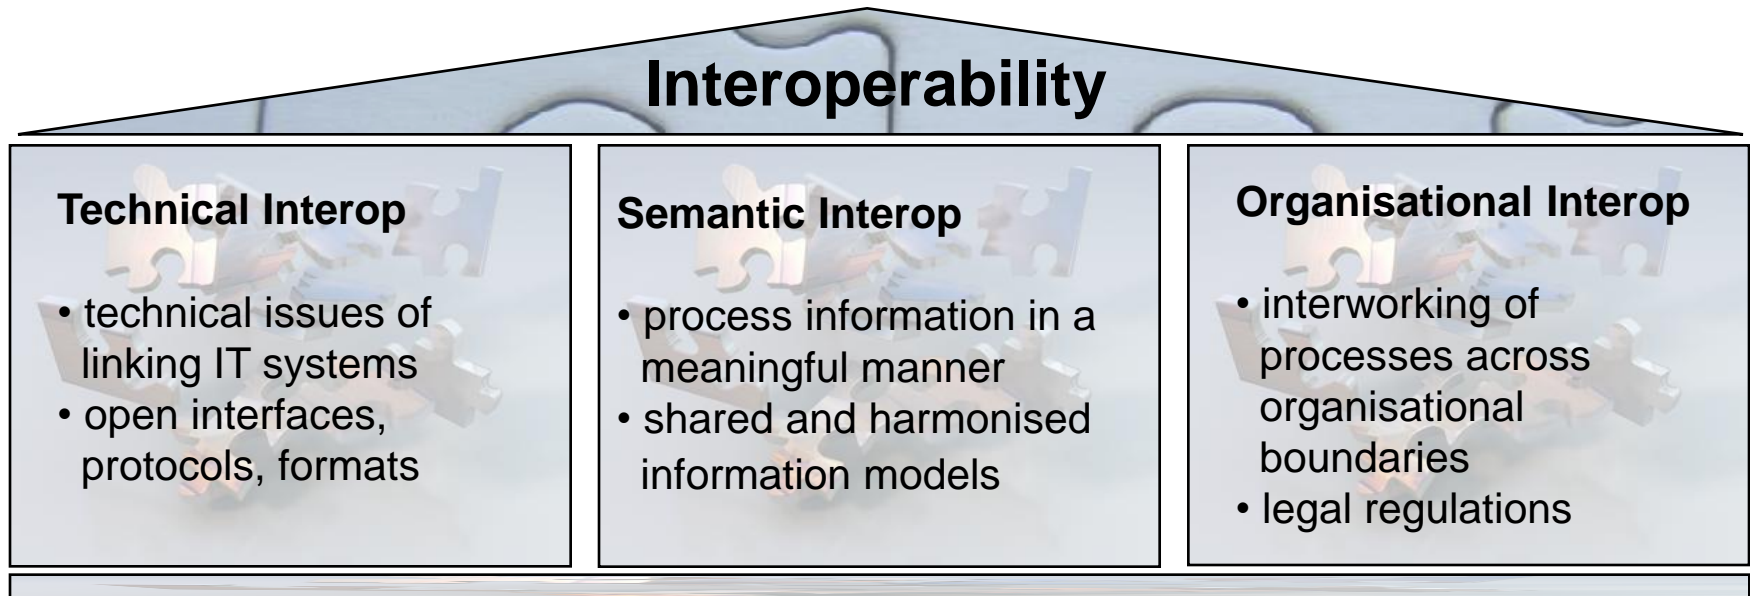 Interoperability
Technical Interop
• technical issues of
linking IT systems
• open interfaces,
protocols, formats
Semantic Interop
• process information in a
meaningful manner
• shared and harmonised
information models
Organisational Interop
• interworking of
processes across
organisational
boundaries
• legal regulations